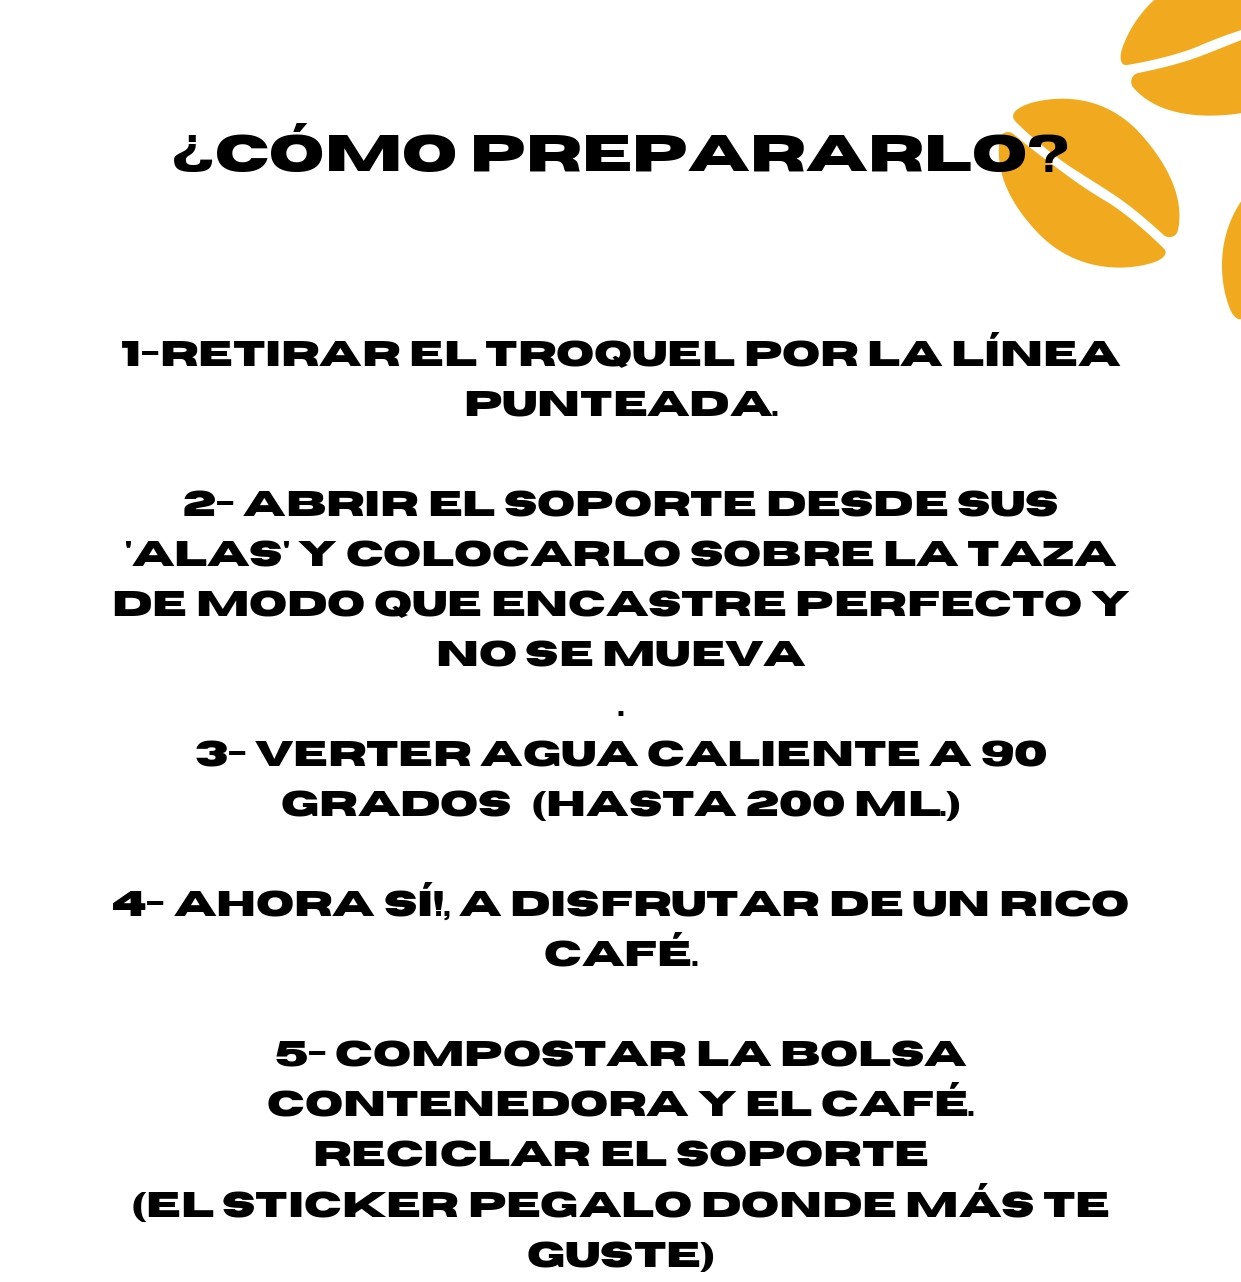 ¿CÓMO PREPARARLO?
1-RETIRAR EL TROQUEL POR LA LÍNEA
PUNTEADA.
2- ABRIR EL SOPORTE DESDE SUS
'ALAS' Y COLOCARLO SOBRE LA TAZA
DE MODO QUE ENCASTRE PERFECTO Y
NO SE MUEVA
.
3- VERTER AGUA CALIENTE A 90
GRADOS (HASTA 200 ML.)
4- AHORA SÍ!, A DISFRUTAR DE UN RICO
CAFÉ.
5- COMPOSTAR LA BOLSA
CONTENEDORA Y EL CAFÉ.
RECICLAR EL SOPORTE
(EL STICKER PEGALO DONDE MÁS TE
GUSTE)